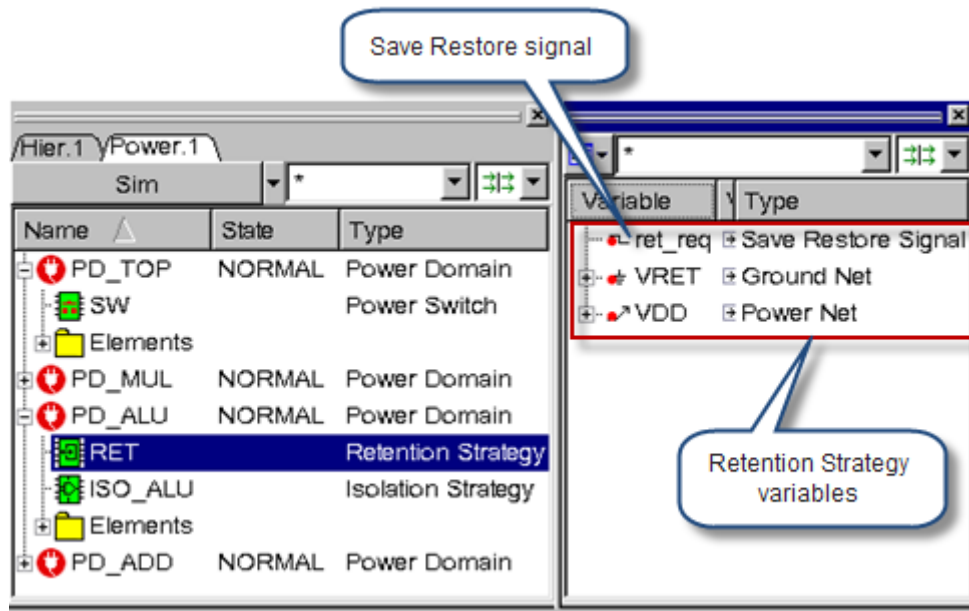 Save Restore signal
Hier.1 Power.1
Sim *
Name State Type
PD_TOP NORMAL Power Domain
SW Power Switch
Elements
PD_MUL NORMAL Power Domain
PD_ALU NORMAL Power Domain
RET Retention Strategy
ISO_ALU Isolation Strategy
Elements
PD_ADD NORMAL Power Domain
*
Variable Type
ret_req Save Restore Signal
VRET Ground Net
VDD Power Net
Retention Strategy
variables